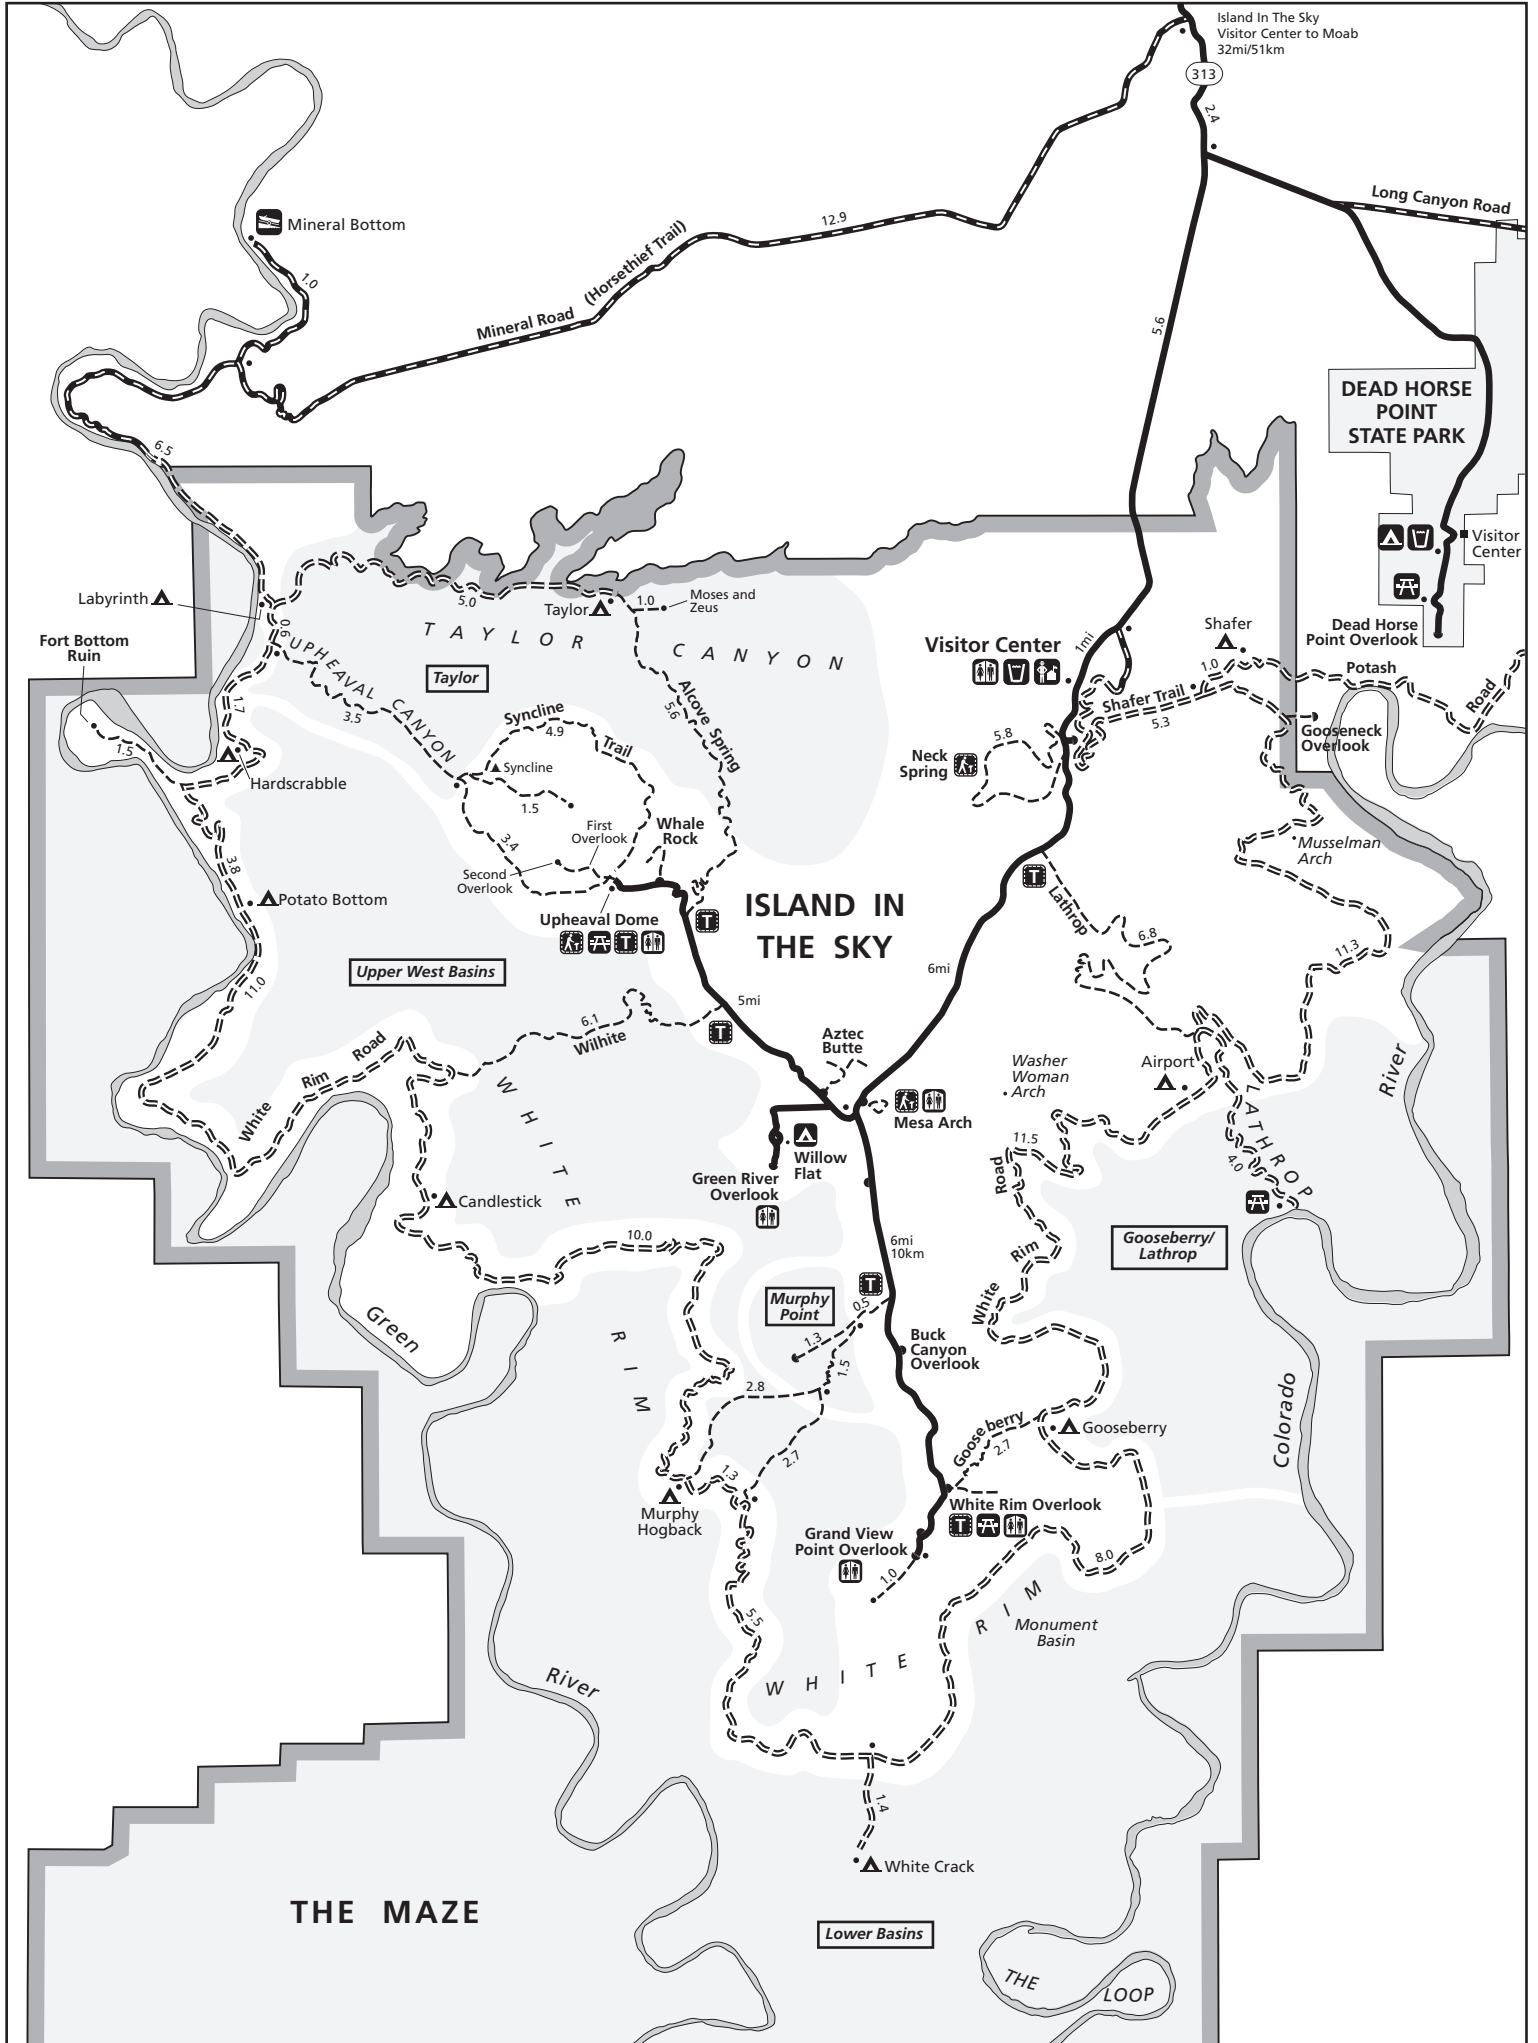 Island In The Sky
Visitor Center to Moab
32mi/51km
313
2.4
Long Canyon Road
Mineral Bottom
1.0
12.9
Mineral Road (Horsethief Trail)
5.6
DEAD HORSE
POINT
STATE PARK
6.5
Visitor
Center
Labyrinth
5.0
Taylor
1.0
Moses and
Zeus
Fort Bottom
Ruin
0.6
TAYLOR CANYON
Visitor Center
1mi
Shafer
Dead Horse
Point Overlook
UPHEAVAL CANYON
Taylor
1.0
Potash Road
Shafer Trail
5.3
1.7
3.5
Alcove Spring
5.6
Syncline Trail
4.9
Gooseneck
Overlook
1.5
Hardscrabble
Syncline
1.5
5.8
Neck
Spring
T
3.4
First
Overlook
Whale
Rock
Musselman
Arch
3.8
Second
Overlook
Potato Bottom
Upheaval Dome
T
T
ISLAND IN
THE SKY
Lathrop
6.8
11.3
Upper West Basins
11.0
6mi
5mi
6.1
Wilhite
T
Aztec
Butte
White Rim Road
Washer
Woman
Arch
Airport
River
WHITE
Mesa Arch
LATHROP
11.5
Willow
Flat
4.0
Green River
Overlook
Candlestick
Road
10.0
6mi
10km
Gooseberry/
Lathrop
Rim
T
Murphy
Point
0.5
White
Green
1.3
Buck
Canyon
Overlook
RIM
1.5
2.8
Colorado
Gooseberry
2.7
Gooseberry
2.7
1.3
Murphy
Hogback
White Rim Overlook
T
Grand View
Point Overlook
8.0
1.0
5.5
RIM
Monument
Basin
WHITE
River
1.4
White Crack
THE MAZE
Lower Basins
THE LOOP